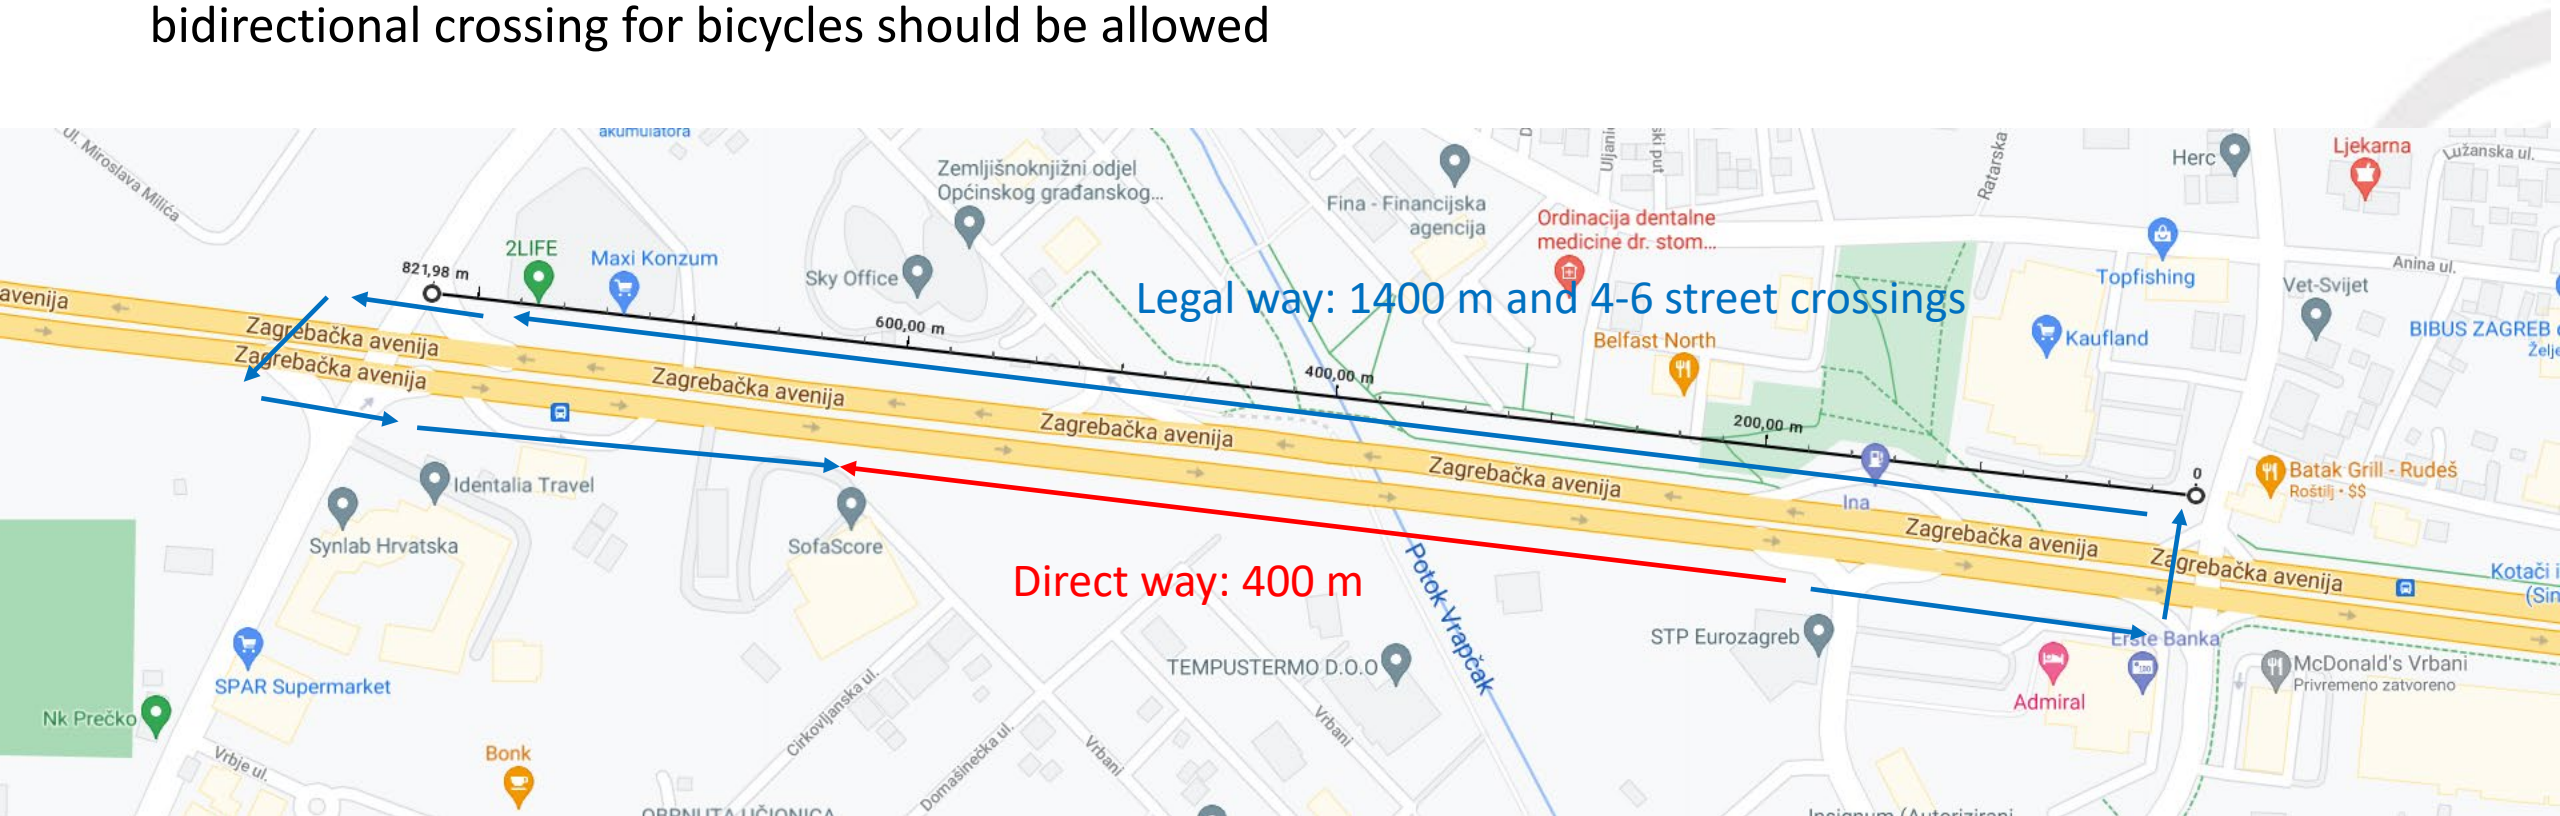 bidirectional crossing for bicycles should be allowed
akumulatora
Ul. Miroslava Milića
Zemljišnoknjižni odjel
Općinskog građanskog...
Fina - Financijska
agencija
Ordinacija dentalne
medicine dr. stom...
Ratarska
Herc
Ljekarna
Lužanska ul.
Anina ul.
2LIFE
Maxi Konzum
Sky Office
821,98 m
600,00 m
400,00 m
200,00 m
0
Legal way: 1400 m and 4-6 street crossings
Topfishing
Vet-Svijet
Kaufland
BIBUS ZAGREB
Belfast North
avenija
Zagrebačka avenija
Zagrebačka avenija
Zagrebačka avenija
Zagrebačka avenija
Zagrebačka avenija
Zagrebačka avenija
Zagrebačka avenija
Batak Grill - Rudeš
Roštilj • $$
Ina
Identalia Travel
Synlab Hrvatska
SofaScore
Direct way: 400 m
Potok Vrapčak
Kotači i
(Sin
STP Eurozagreb
Erste Banka
McDonald's Vrbani
Privremeno zatvoreno
Admiral
TEMPUSTERMO D.O.O
SPAR Supermarket
Nk Prečko
Vrbje ul.
Bonk
Cirkovljanska ul.
Domašinečka ul.
Vrbani
Vrbani